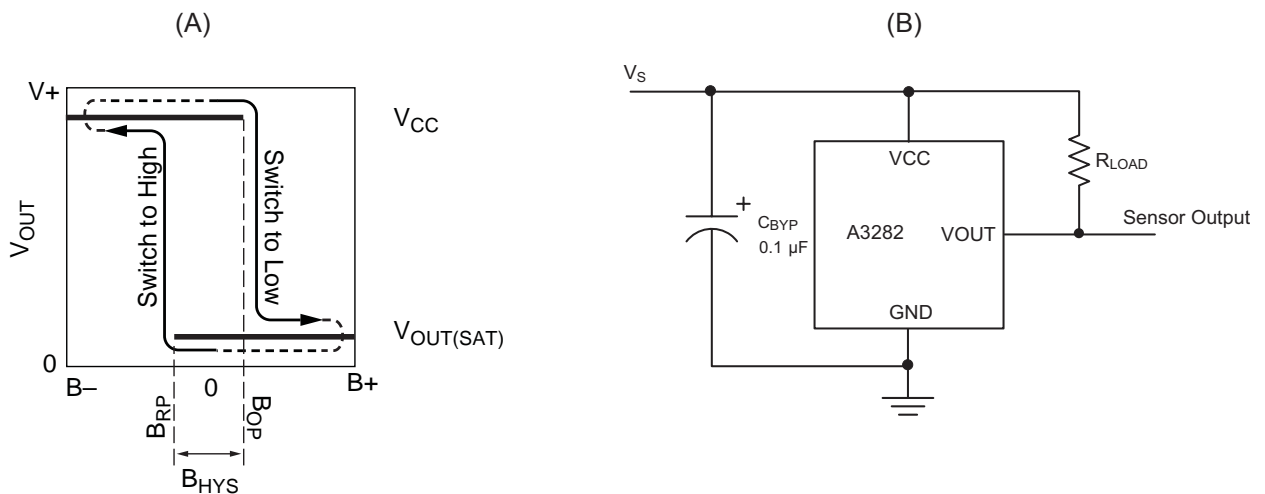 (A)
(B)
V+
VCC
VOUT
Switch to High
Switch to Low
VOUT(SAT)
0
B–
0
B+
BRP
BOP
BHYS
VS
VCC
RLOAD
+
CBYP
0.1 µF
A3282
VOUT
Sensor Output
GND